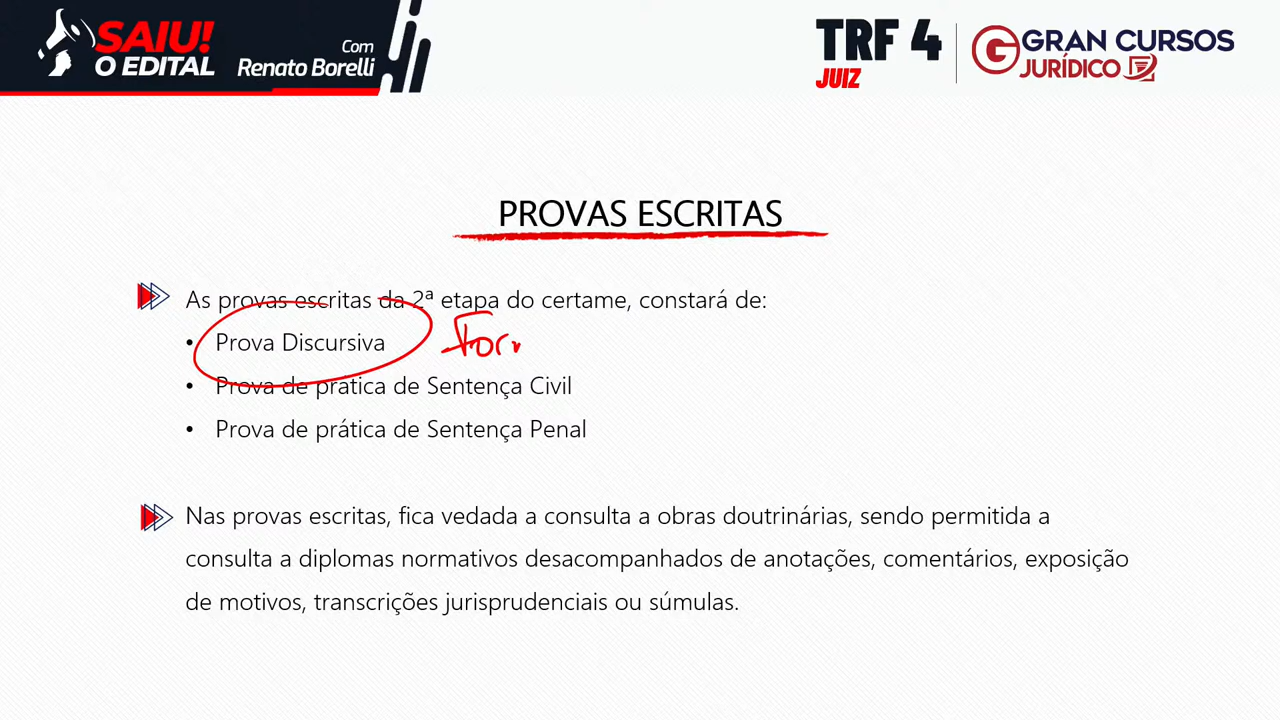 SAIU!
O EDITAL
Com
Renato Borelli
TRF 4
JUIZ
GRAN CURSOS
JURÍDICO
PROVAS ESCRITAS
As provas escritas da 2ª etapa do certame, constará de:
• Prova Discursiva
• Prova de prática de Sentença Civil
• Prova de prática de Sentença Penal
Nas provas escritas, fica vedada a consulta a obras doutrinárias, sendo permitida a
consulta a diplomas normativos desacompanhados de anotações, comentários, exposição
de motivos, transcrições jurisprudenciais ou súmulas.